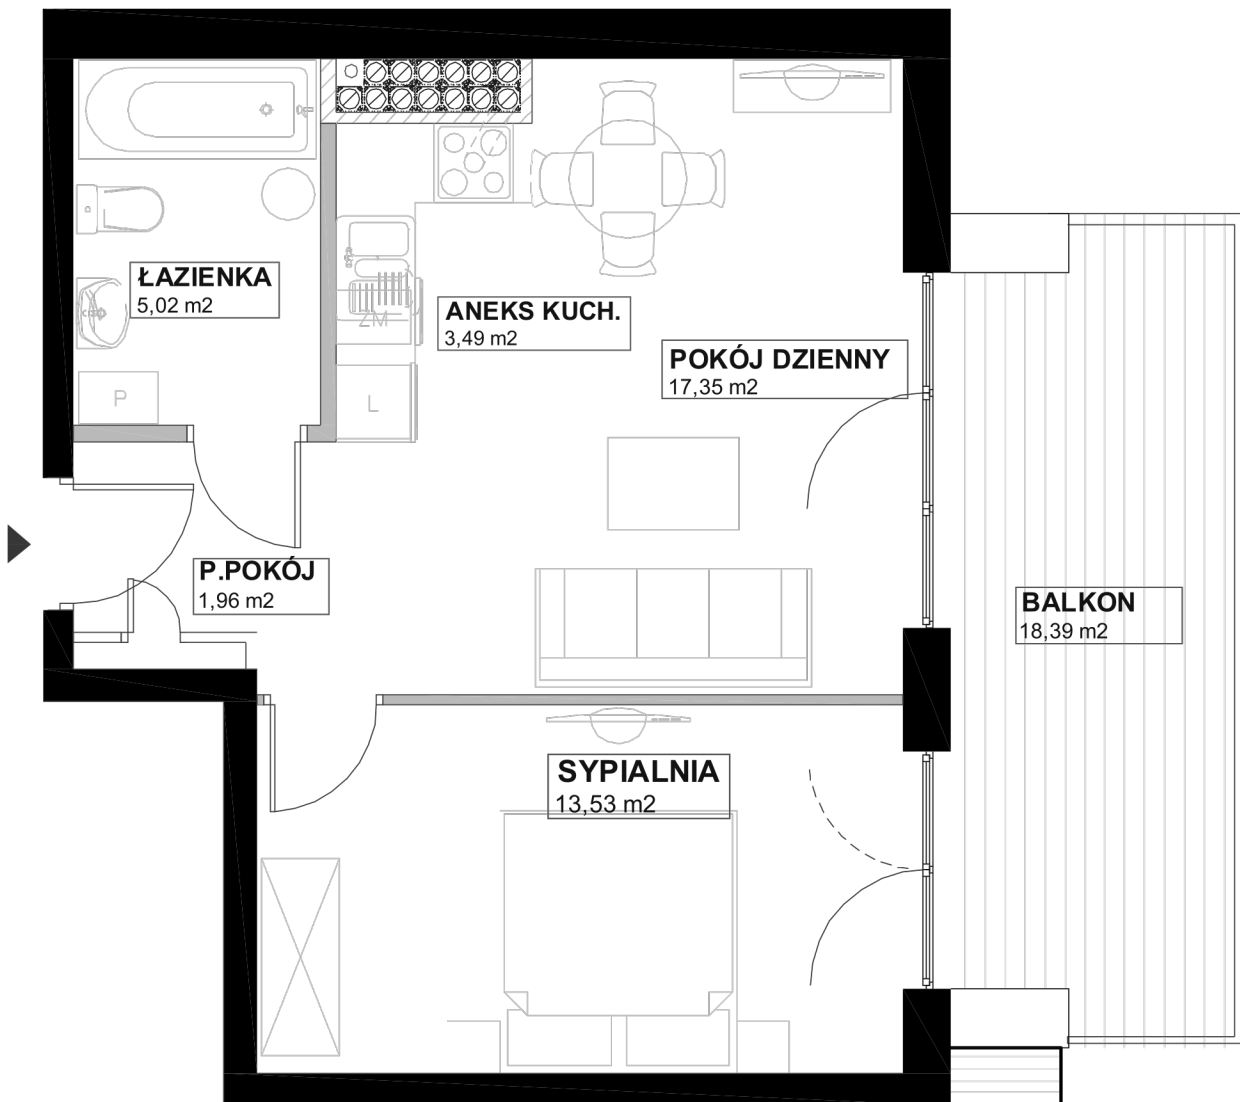 ŁAZIENKA
5,02 m2
ANEKS KUCH.
3,49 m2
ZM
POKÓJ DZIENNY
17,35 m2
P
L
P.POKÓJ
1,96 m2
BALKON
18,39 m2
SYPIALNIA
13,53 m2